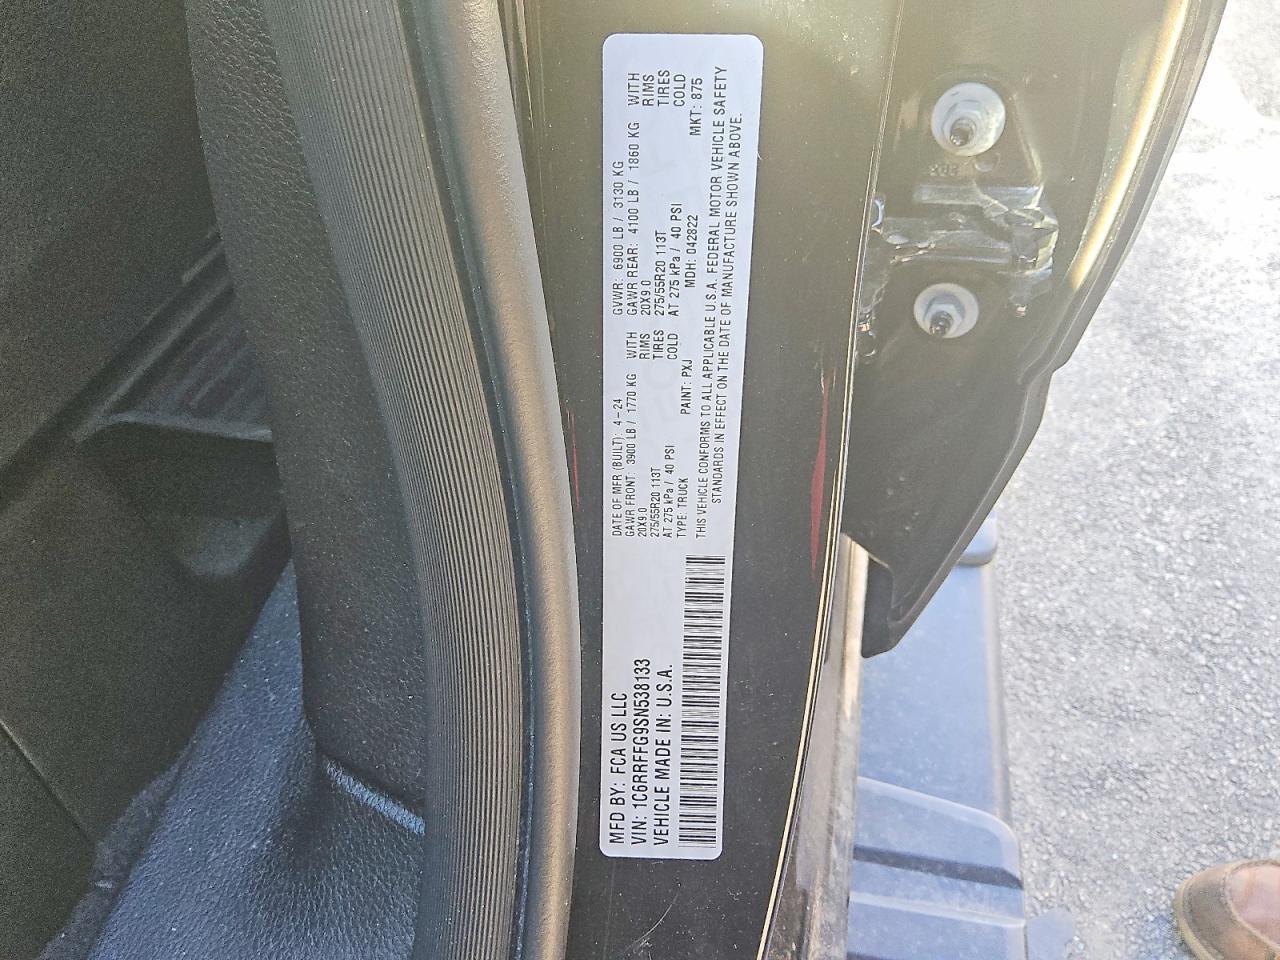 MFD BY: FCA US LLC
VIN: 1C6RRFFG9SN538133
VEHICLE MADE IN: U.S.A.
DATE OF MFR (BUILT): 4-24
GAWR FRONT: 3900 LB / 1770 KG WITH
20X9.0 RIMS
275/55R20 113T TIRES
AT 275 kPa / 40 PSI COLD
TYPE: TRUCK PAINT: PXJ
GVWR: 6900 LB / 3130 KG
GAWR REAR: 4100 LB / 1860 KG WITH
20X9.0 RIMS
275/55R20 113T TIRES
AT 275 kPa / 40 PSI COLD
MDH: 042822 MKT: 875
THIS VEHICLE CONFORMS TO ALL APPLICABLE U.S.A. FEDERAL MOTOR VEHICLE SAFETY
STANDARDS IN EFFECT ON THE DATE OF MANUFACTURE SHOWN ABOVE.